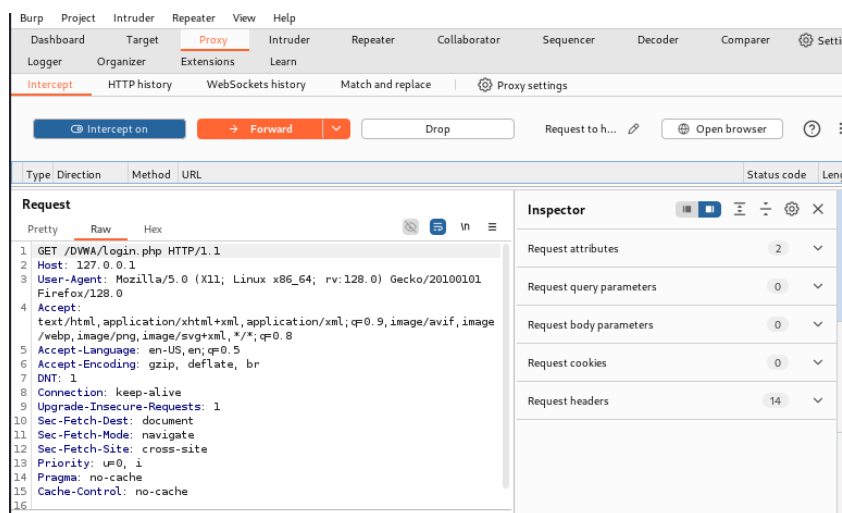 Burp Project Intruder Repeater View Help
Dashboard Target Proxy Intruder Repeater Collaborator Sequencer Decoder Comparer Setti
Logger Organizer Extensions Learn
Intercept HTTP history WebSockets history Match and replace Proxy settings
Intercept on Forward Drop Request to h... Open browser ?
Type Direction Method URL Status code Leng
Request
Pretty Raw Hex \n
1 GET /DVWA/login.php HTTP/1.1
2 Host: 127.0.0.1
3 User-Agent: Mozilla/5.0 (X11; Linux x86_64; rv:128.0) Gecko/20100101
Firefox/128.0
4 Accept:
text/html,application/xhtml+xml,application/xml;q=0.9,image/avif,image
/webp,image/png,image/svg+xml,*/*;q=0.8
5 Accept-Language: en-US,en;q=0.5
6 Accept-Encoding: gzip, deflate, br
7 DNT: 1
8 Connection: keep-alive
9 Upgrade-Insecure-Requests: 1
10 Sec-Fetch-Dest: document
11 Sec-Fetch-Mode: navigate
12 Sec-Fetch-Site: cross-site
13 Priority: u=0, i
14 Pragma: no-cache
15 Cache-Control: no-cache
16
Inspector
Request attributes 2
Request query parameters 0
Request body parameters 0
Request cookies 0
Request headers 14